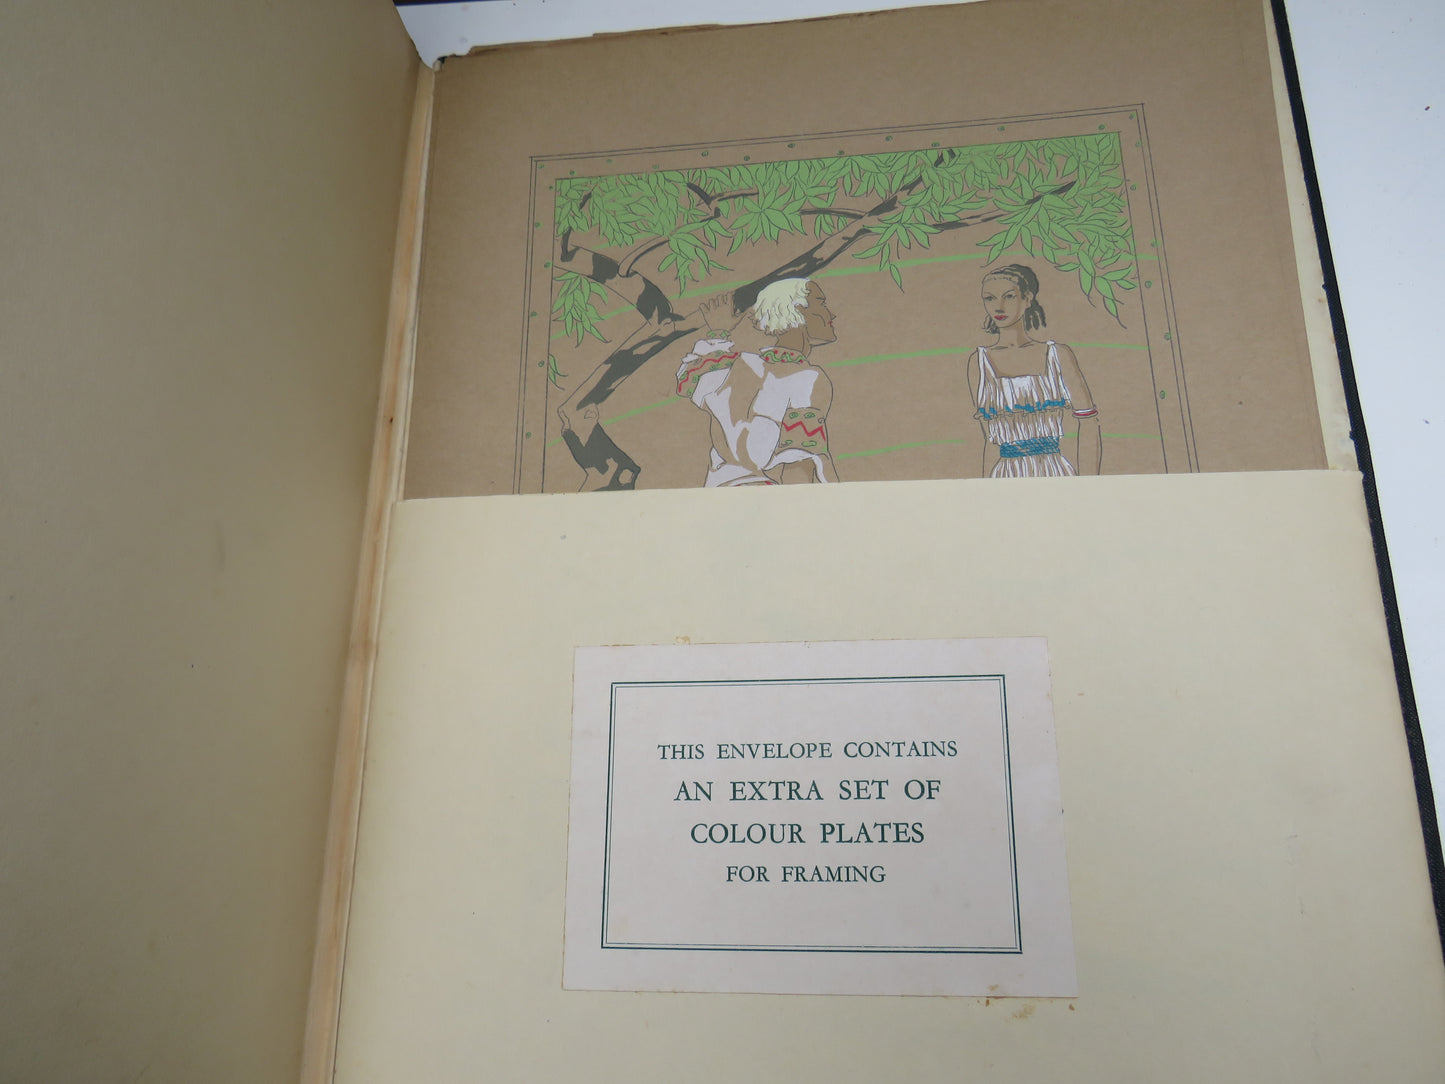 THIS ENVELOPE CONTAINS
AN EXTRA SET OF
COLOUR PLATES
FOR FRAMING